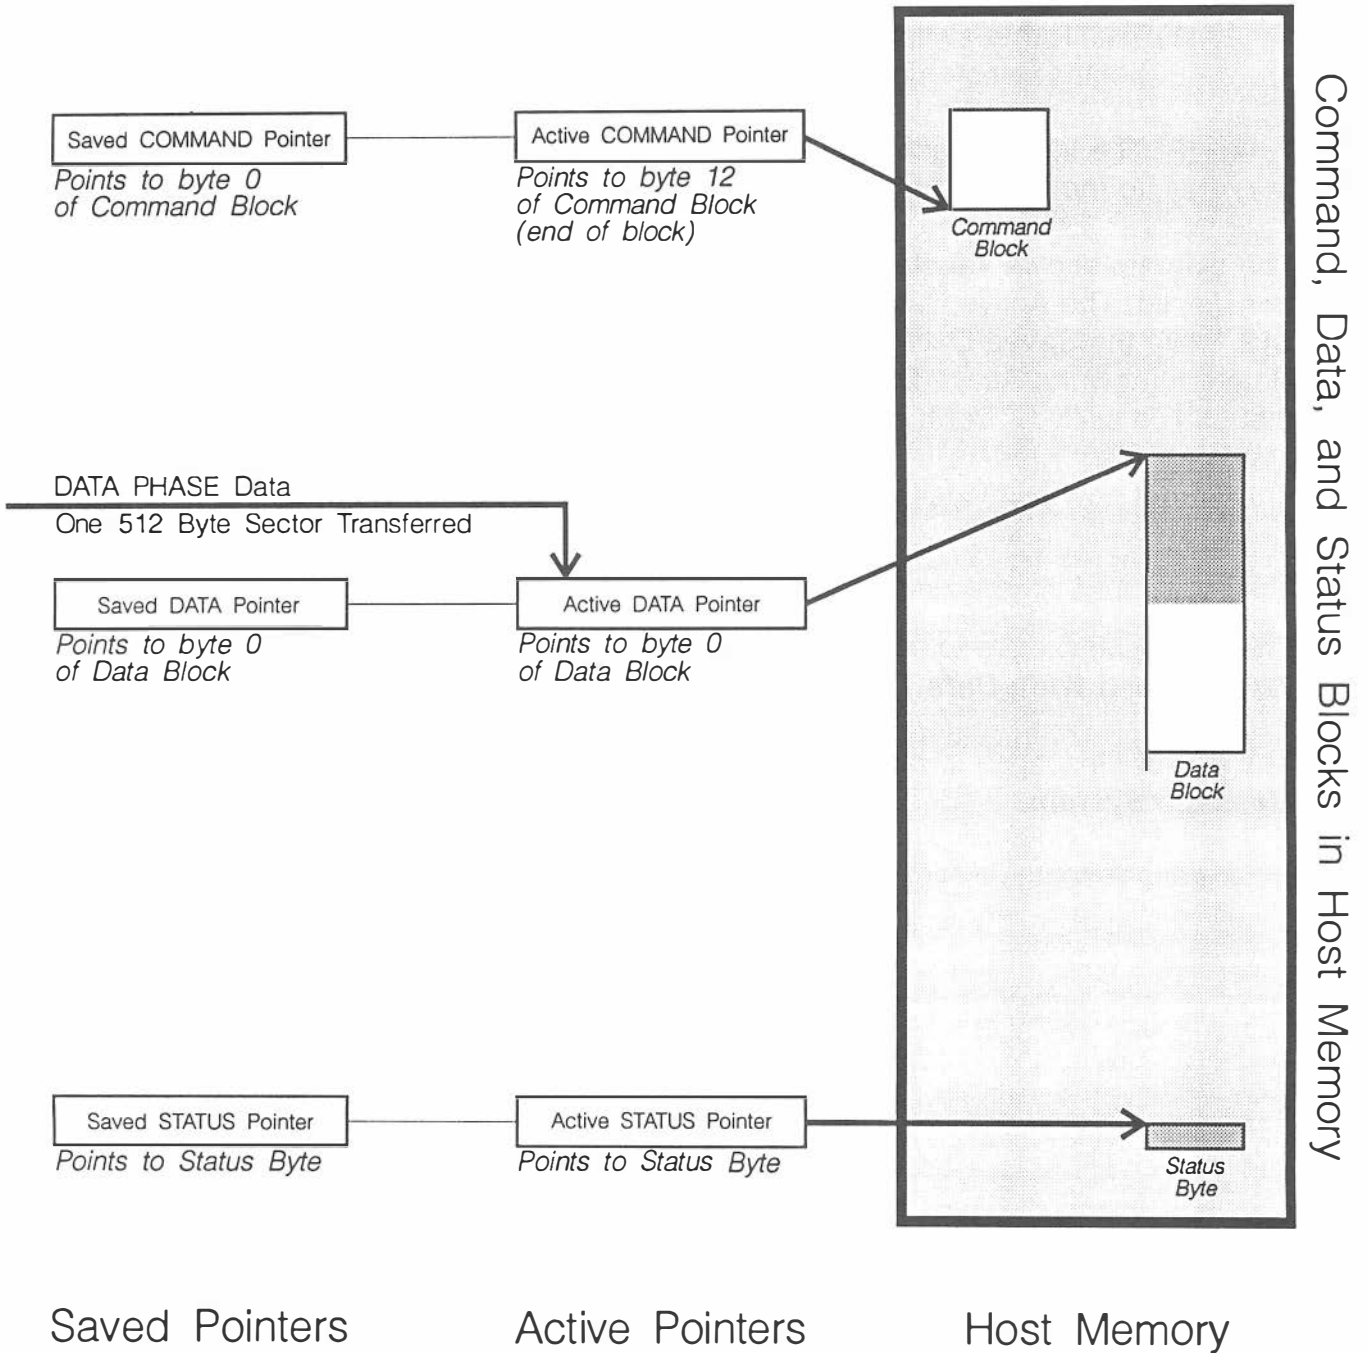 Saved COMMAND Pointer
Points to byte 0
of Command Block
Active COMMAND Pointer
Points to byte 12
of Command Block
(end of block)
Command
Block
DATA PHASE Data
One 512 Byte Sector Transferred
Saved DATA Pointer
Points to byte 0
of Data Block
Active DATA Pointer
Points to byte 0
of Data Block
Data
Block
Saved STATUS Pointer
Points to Status Byte
Active STATUS Pointer
Points to Status Byte
Status
Byte
Command, Data, and Status Blocks in Host Memory
Saved Pointers
Active Pointers
Host Memory